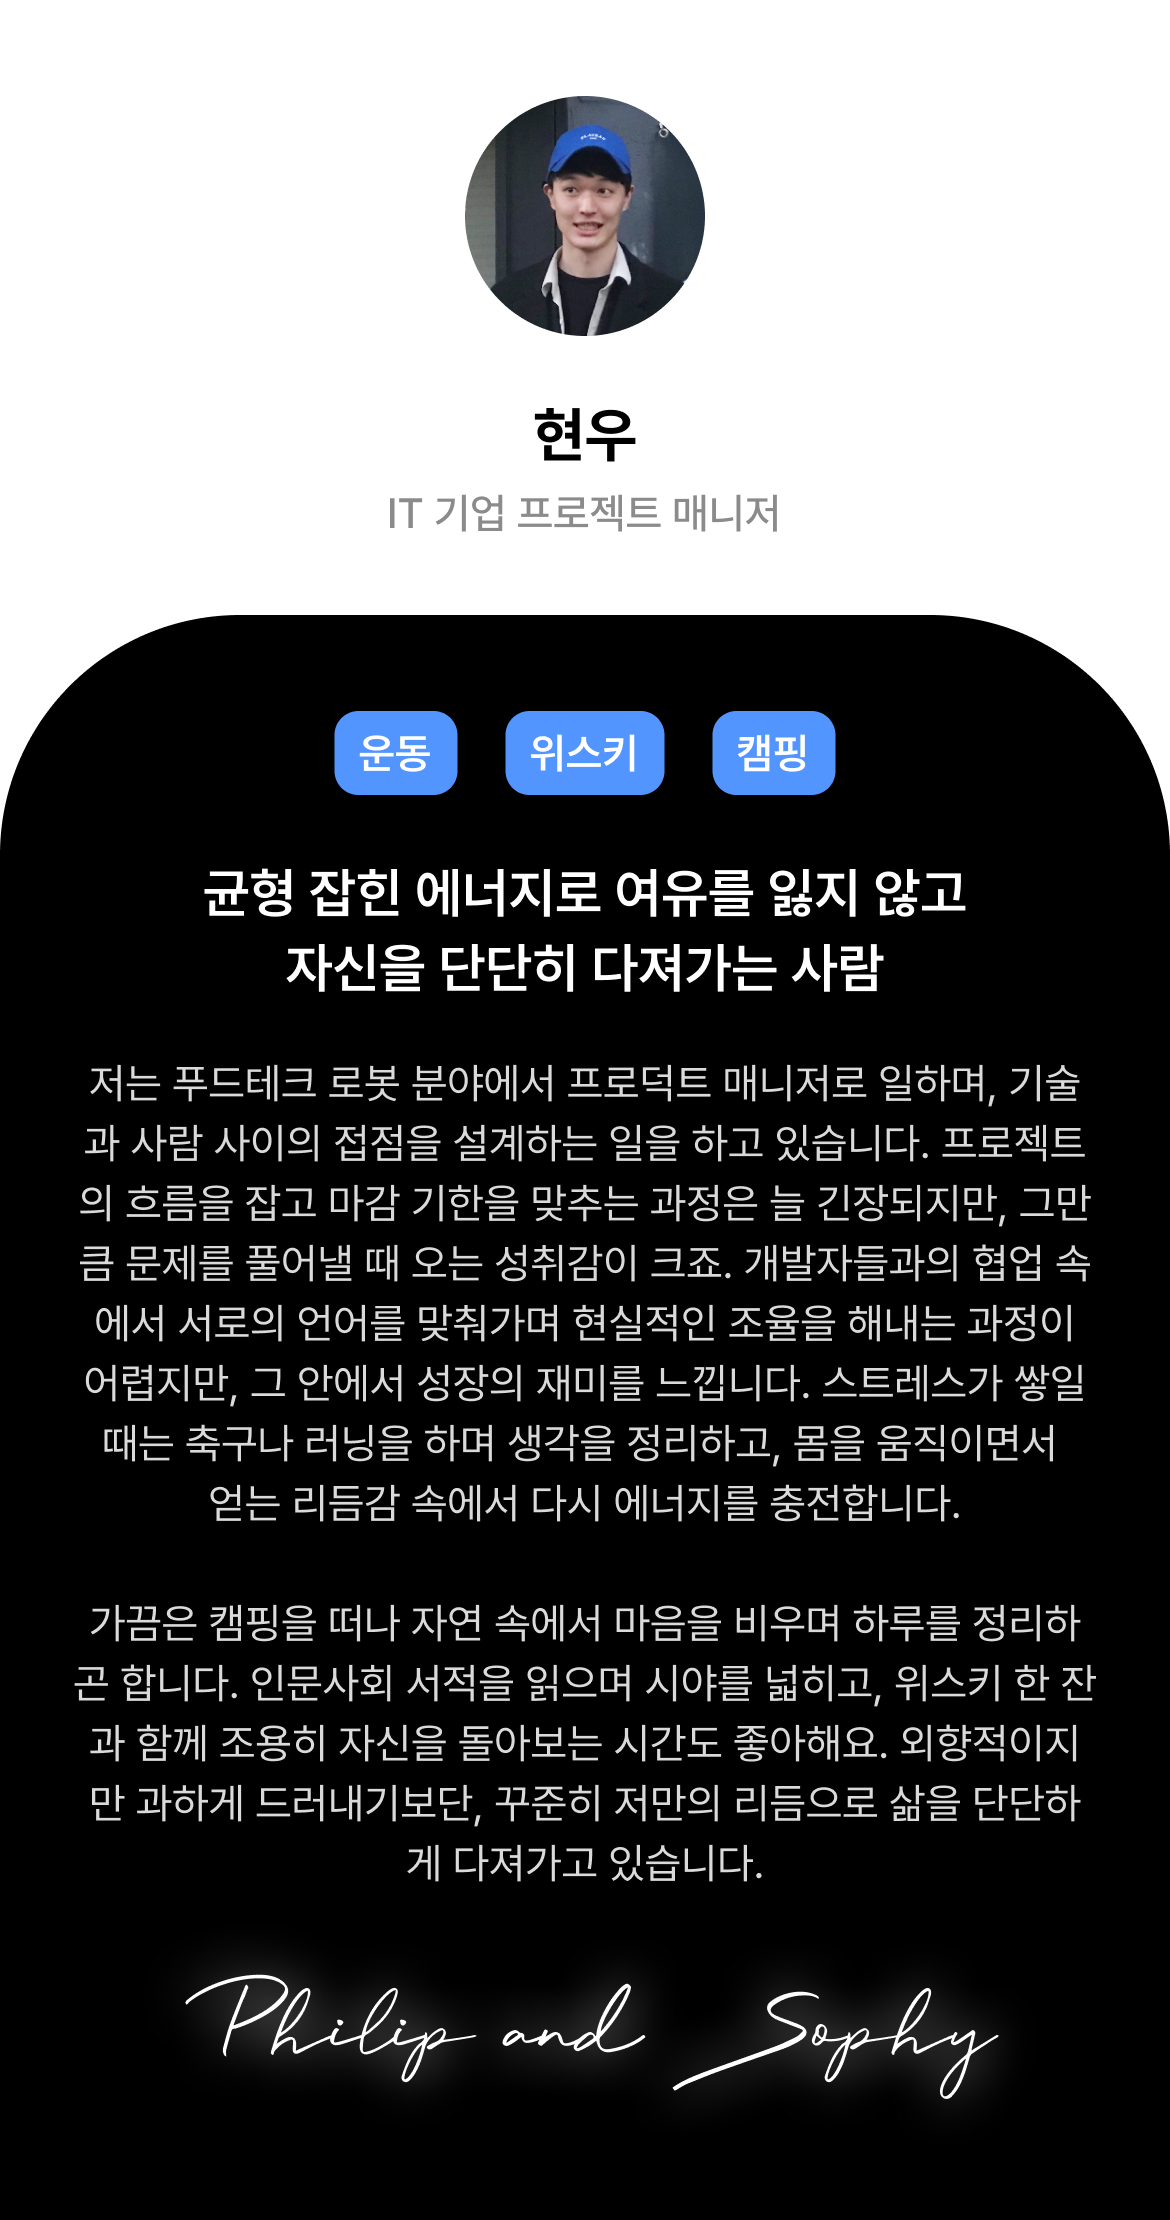 현우
IT 기업 프로젝트 매니저
운동 위스키 캠핑
균형 잡힌 에너지로 여유를 잃지 않고
자신을 단단히 다져가는 사람
저는 푸드테크 로봇 분야에서 프로덕트 매니저로 일하며, 기술
과 사람 사이의 접점을 설계하는 일을 하고 있습니다. 프로젝트
의 흐름을 잡고 마감 기한을 맞추는 과정은 늘 긴장되지만, 그만
큼 문제를 풀어낼 때 오는 성취감이 크죠. 개발자들과의 협업 속
에서 서로의 언어를 맞춰가며 현실적인 조율을 해내는 과정이
어렵지만, 그 안에서 성장의 재미를 느낍니다. 스트레스가 쌓일
때는 축구나 러닝을 하며 생각을 정리하고, 몸을 움직이면서
얻는 리듬감 속에서 다시 에너지를 충전합니다.
가끔은 캠핑을 떠나 자연 속에서 마음을 비우며 하루를 정리하
곤 합니다. 인문사회 서적을 읽으며 시야를 넓히고, 위스키 한 잔
과 함께 조용히 자신을 돌아보는 시간도 좋아해요. 외향적이지
만 과하게 드러내기보단, 꾸준히 저만의 리듬으로 삶을 단단하
게 다져가고 있습니다.
Philip and Sophy